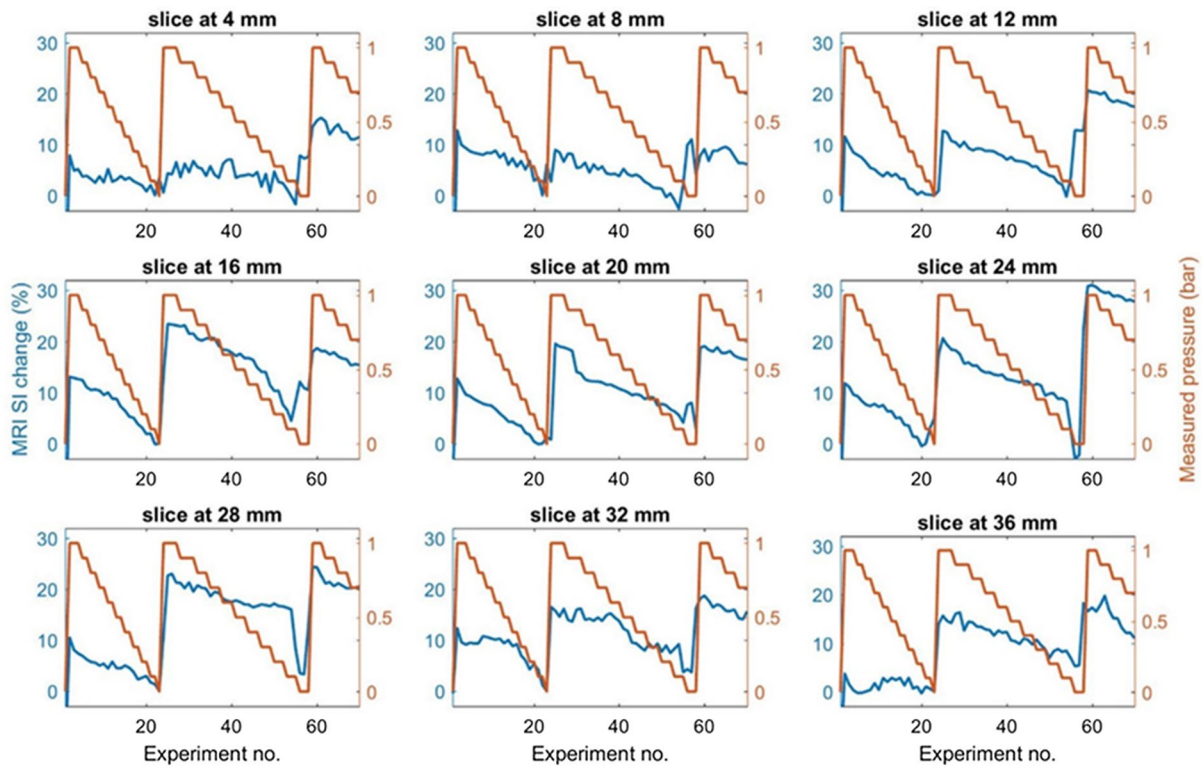 slice at 4 mm
slice at 8 mm
slice at 12 mm
30 1 30 1 30 1
20 20 20
0.5 0.5 0.5
10 10 10
0 0 0 0 0 0
20 40 60 20 40 60 20 40 60
slice at 16 mm
slice at 20 mm
slice at 24 mm
MRI SI change (%)
Measured pressure (bar)
30 1 30 1 30 1
20 20 20
0.5 0.5 0.5
10 10 10
0 0 0 0 0 0
20 40 60 20 40 60 20 40 60
slice at 28 mm
slice at 32 mm
slice at 36 mm
30 1 30 1 30 1
20 20 20
0.5 0.5 0.5
10 10 10
0 0 0 0 0 0
20 40 60 20 40 60 20 40 60
Experiment no.
Experiment no.
Experiment no.